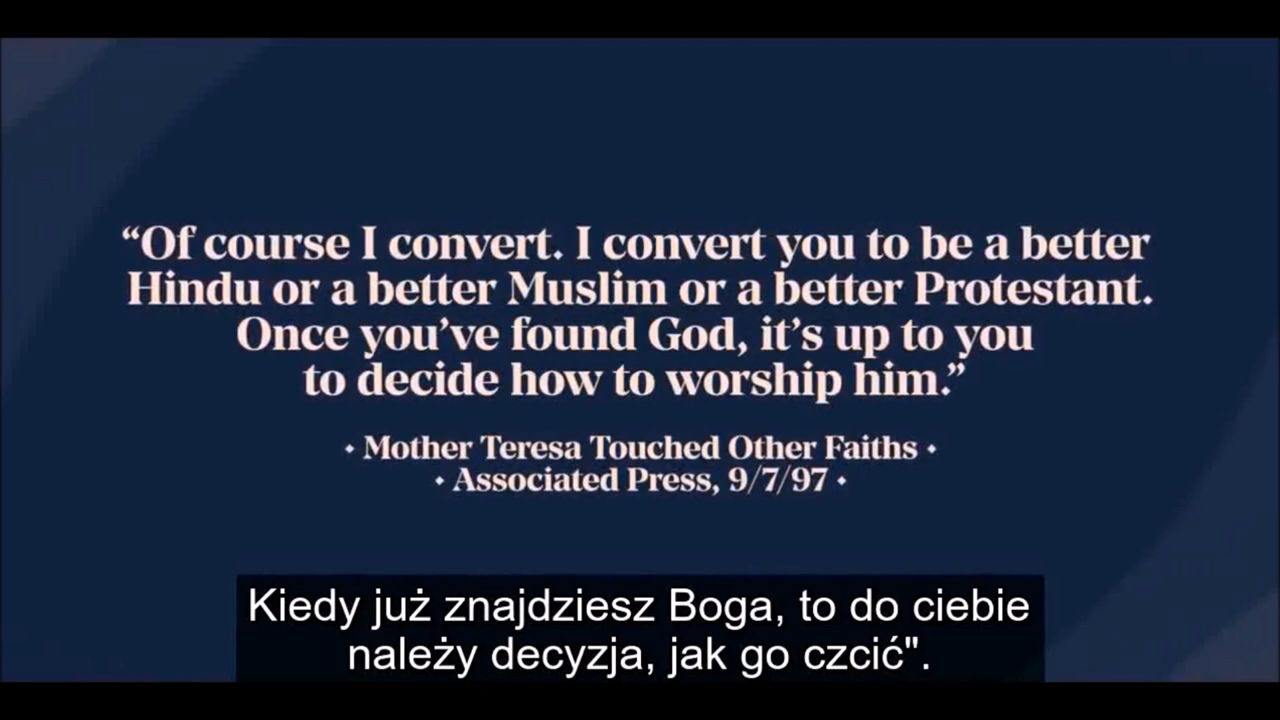 “Of course I convert. I convert you to be a better
Hindu or a better Muslim or a better Protestant.
Once you’ve found God, it’s up to you
to decide how to worship him.”
• Mother Teresa Touched Other Faiths •
• Associated Press, 9/7/97 •
Kiedy już znajdziesz Boga, to do ciebie
należy decyzja, jak go czcić".